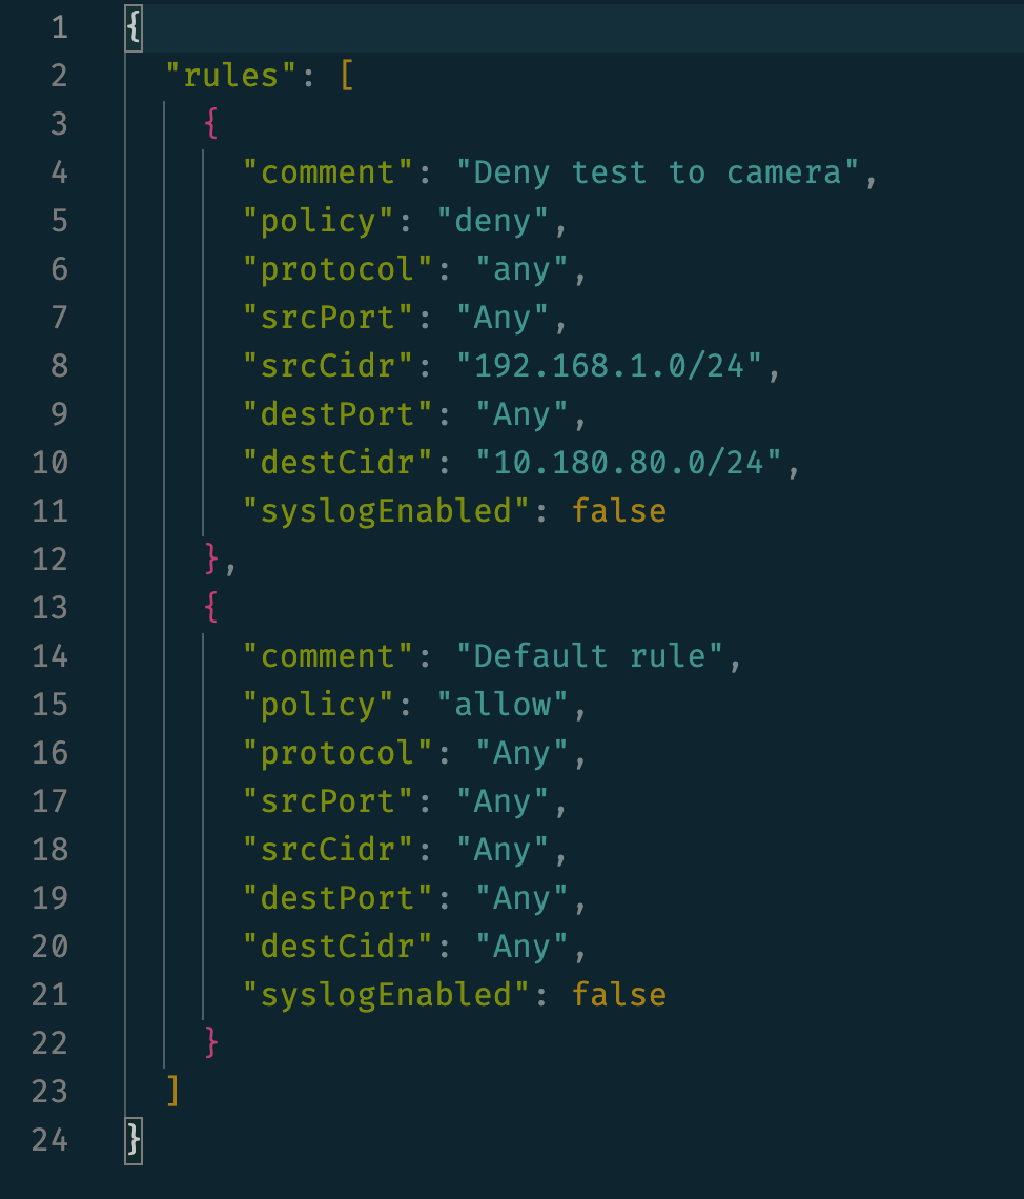 1 {
2 "rules": [
3 {
4 "comment": "Deny test to camera",
5 "policy": "deny",
6 "protocol": "any",
7 "srcPort": "Any",
8 "srcCidr": "192.168.1.0/24",
9 "destPort": "Any",
10 "destCidr": "10.180.80.0/24",
11 "syslogEnabled": false
12 },
13 {
14 "comment": "Default rule",
15 "policy": "allow",
16 "protocol": "Any",
17 "srcPort": "Any",
18 "srcCidr": "Any",
19 "destPort": "Any",
20 "destCidr": "Any",
21 "syslogEnabled": false
22 }
23 ]
24 }